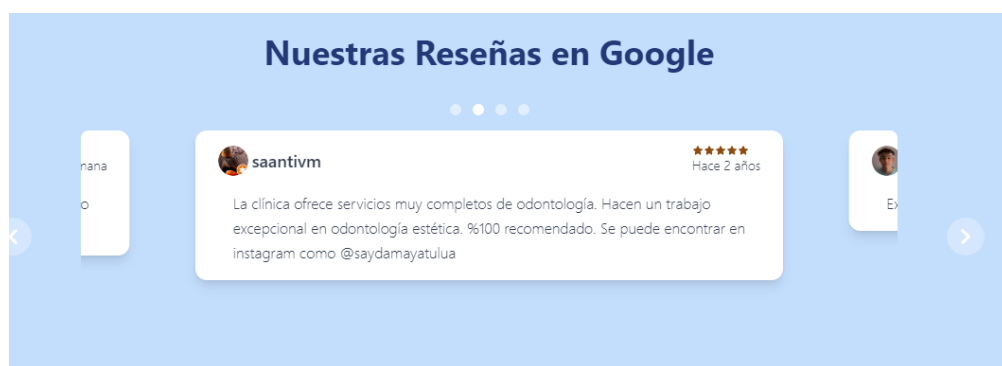 Nuestras Reseñas en Google
saantivm
Hace 2 años
La clínica ofrece servicios muy completos de odontología. Hacen un trabajo
excepcional en odontología estética. %100 recomendado. Se puede encontrar en
instagram como @saydamayatulua